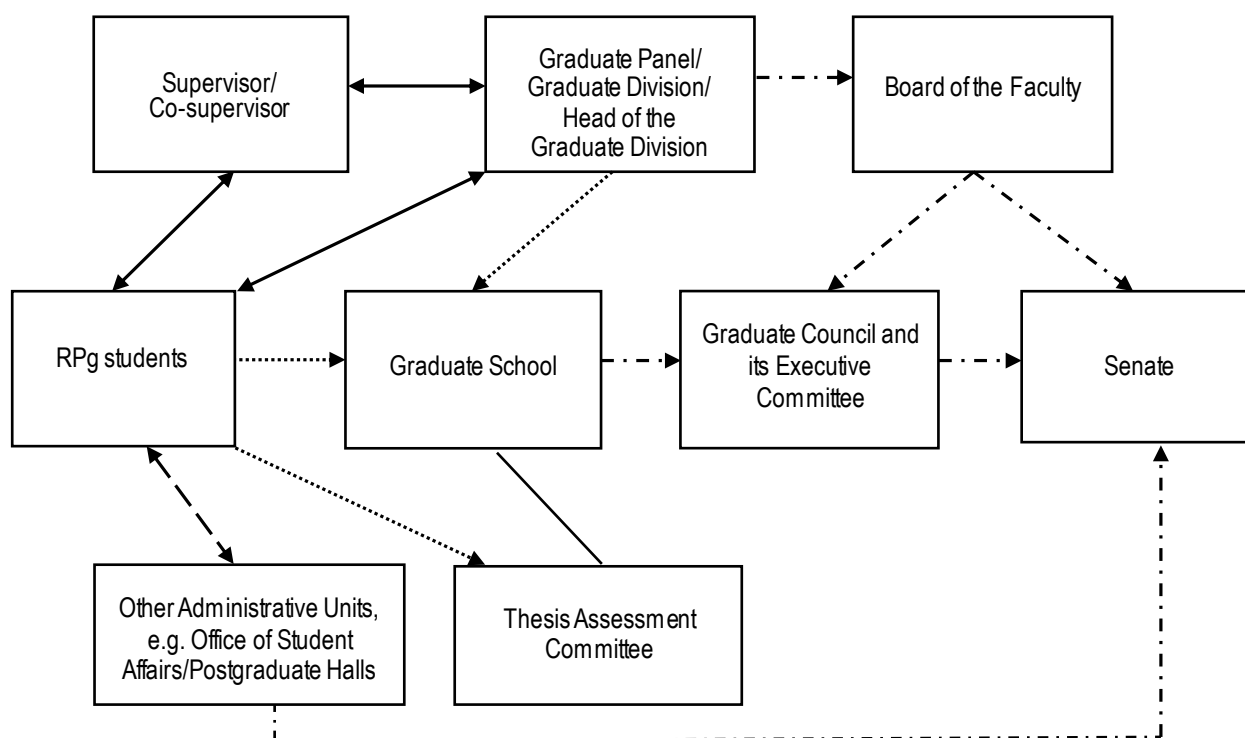 Supervisor/
Co-supervisor
Graduate Panel/
Graduate Division/
Head of the
Graduate Division
Board of the Faculty
RPg students
Graduate School
Graduate Council and
its Executive
Committee
Senate
Other Administrative Units,
e.g. Office of Student
Affairs/Postgraduate Halls
Thesis Assessment
Committee